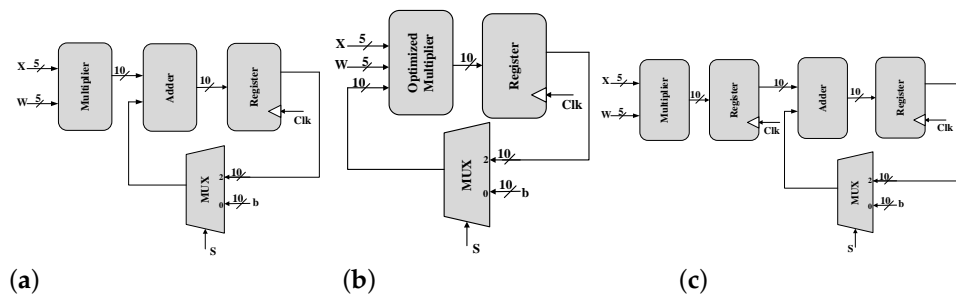 X 5
W 5
Multiplier
10
Adder
10
Register
Clk
MUX
2
10
0
10 b
S
(a)
X 5
W 5
10
Optimized
Multiplier
10
Register
Clk
MUX
2
10
0
10 b
S
(b)
X 5
W 5
Multiplier
10
Register
Clk
10
Adder
10
Register
Clk
MUX
2
10
0
10 b
S
(c)